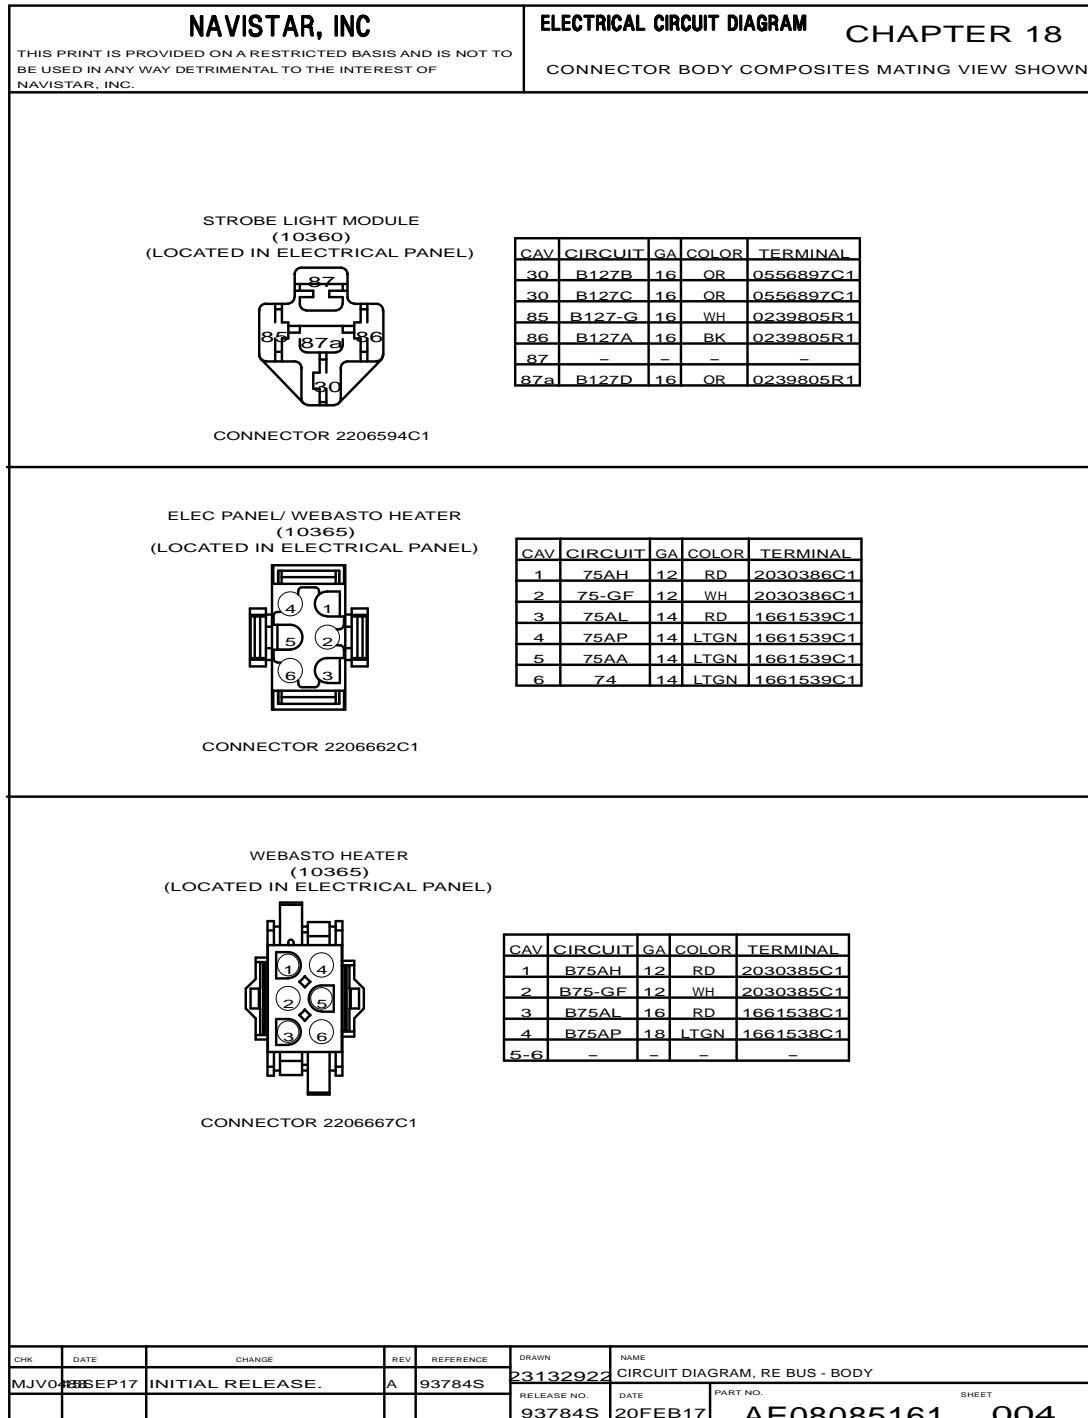 NAVISTAR, INC
THIS PRINT IS PROVIDED ON A RESTRICTED BASIS AND IS NOT TO
BE USED IN ANY WAY DETRIMENTAL TO THE INTEREST OF
NAVISTAR, INC.
ELECTRICAL CIRCUIT DIAGRAM CHAPTER 18
CONNECTOR BODY COMPOSITES MATING VIEW SHOWN
STROBE LIGHT MODULE
(10360)
(LOCATED IN ELECTRICAL PANEL)
87
85 87a 86
30
CONNECTOR 2206594C1
CAV CIRCUIT GA COLOR TERMINAL
30 B127B 16 OR 0556897C1
30 B127C 16 OR 0556897C1
85 B127-G 16 WH 0239805R1
86 B127A 16 BK 0239805R1
87 – – – –
87a B127D 16 OR 0239805R1
ELEC PANEL/ WEBASTO HEATER
(10365)
(LOCATED IN ELECTRICAL PANEL)
4 1
5 2
6 3
CONNECTOR 2206662C1
CAV CIRCUIT GA COLOR TERMINAL
1 75AH 12 RD 2030386C1
2 75-GF 12 WH 2030386C1
3 75AL 14 RD 1661539C1
4 75AP 14 LTGN 1661539C1
5 75AA 14 LTGN 1661539C1
6 74 14 LTGN 1661539C1
WEBASTO HEATER
(10365)
(LOCATED IN ELECTRICAL PANEL)
1 4
2 5
3 6
CONNECTOR 2206667C1
CAV CIRCUIT GA COLOR TERMINAL
1 B75AH 12 RD 2030385C1
2 B75-GF 12 WH 2030385C1
3 B75AL 16 RD 1661538C1
4 B75AP 18 LTGN 1661538C1
5-6 – – – –
CHK DATE CHANGE REV REFERENCE
INITIAL RELEASE. A 93784S
DRAWN
23132922
NAME
CIRCUIT DIAGRAM, RE BUS - BODY
RELEASE NO.
93784S
DATE
20FEB17
PART NO.
AE08085161
SHEET
004